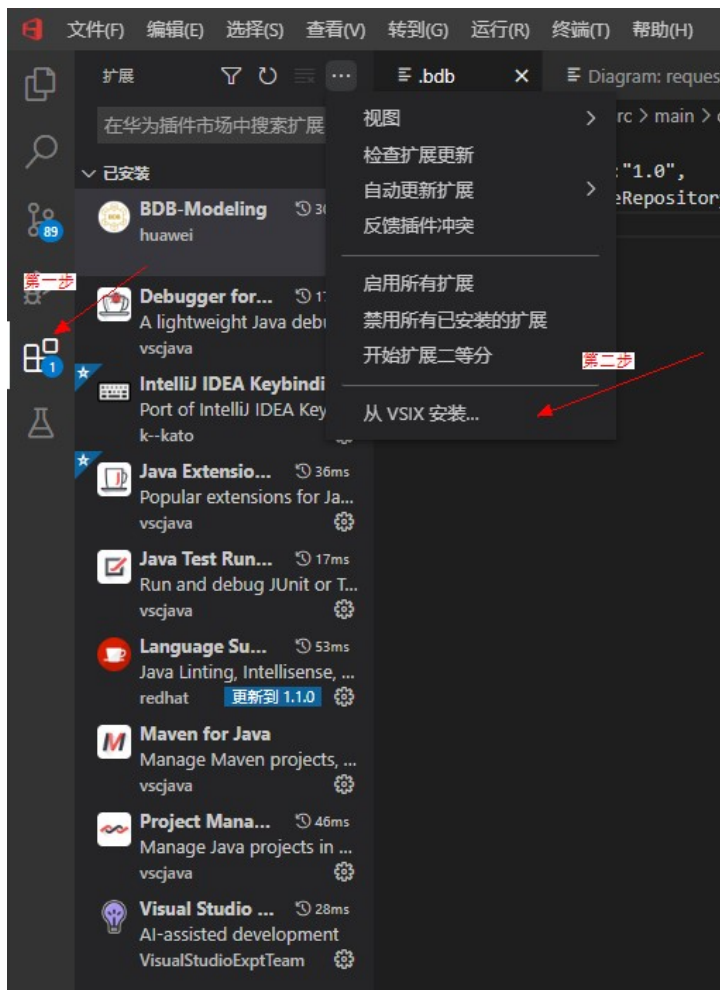 文件(F) 编辑(E) 选择(S) 查看(V) 转到(G) 运行(R) 终端(T) 帮助(H)
扩展
.bdb
Diagram:
在华为插件市场中搜索扩展
视图
检查扩展更新
自动更新扩展
反馈插件冲突
启用所有扩展
禁用所有已安装的扩展
开始扩展二等分
从 VSIX 安装...
> main >
"1.0",
已安装
89
第一步
1
第二步
BDB-Modeling
huawei
Debugger for...
A lightweight Java
vscjava
IntelliJ IDEA
Port of IntelliJ IDEA
k--kato
Java Extensio... 36ms
Popular extensions for Ja...
vscjava
Java Test Run... 17ms
Run and debug JUnit or T...
vscjava
Language Su... 53ms
Java Linting, Intellisense, ...
redhat 更新到 1.1.0
Maven for Java
Manage Maven projects, ...
vscjava
Project Mana... 46ms
Manage Java projects in ...
vscjava
Visual Studio ... 28ms
AI-assisted development
VisualStudioExptTeam